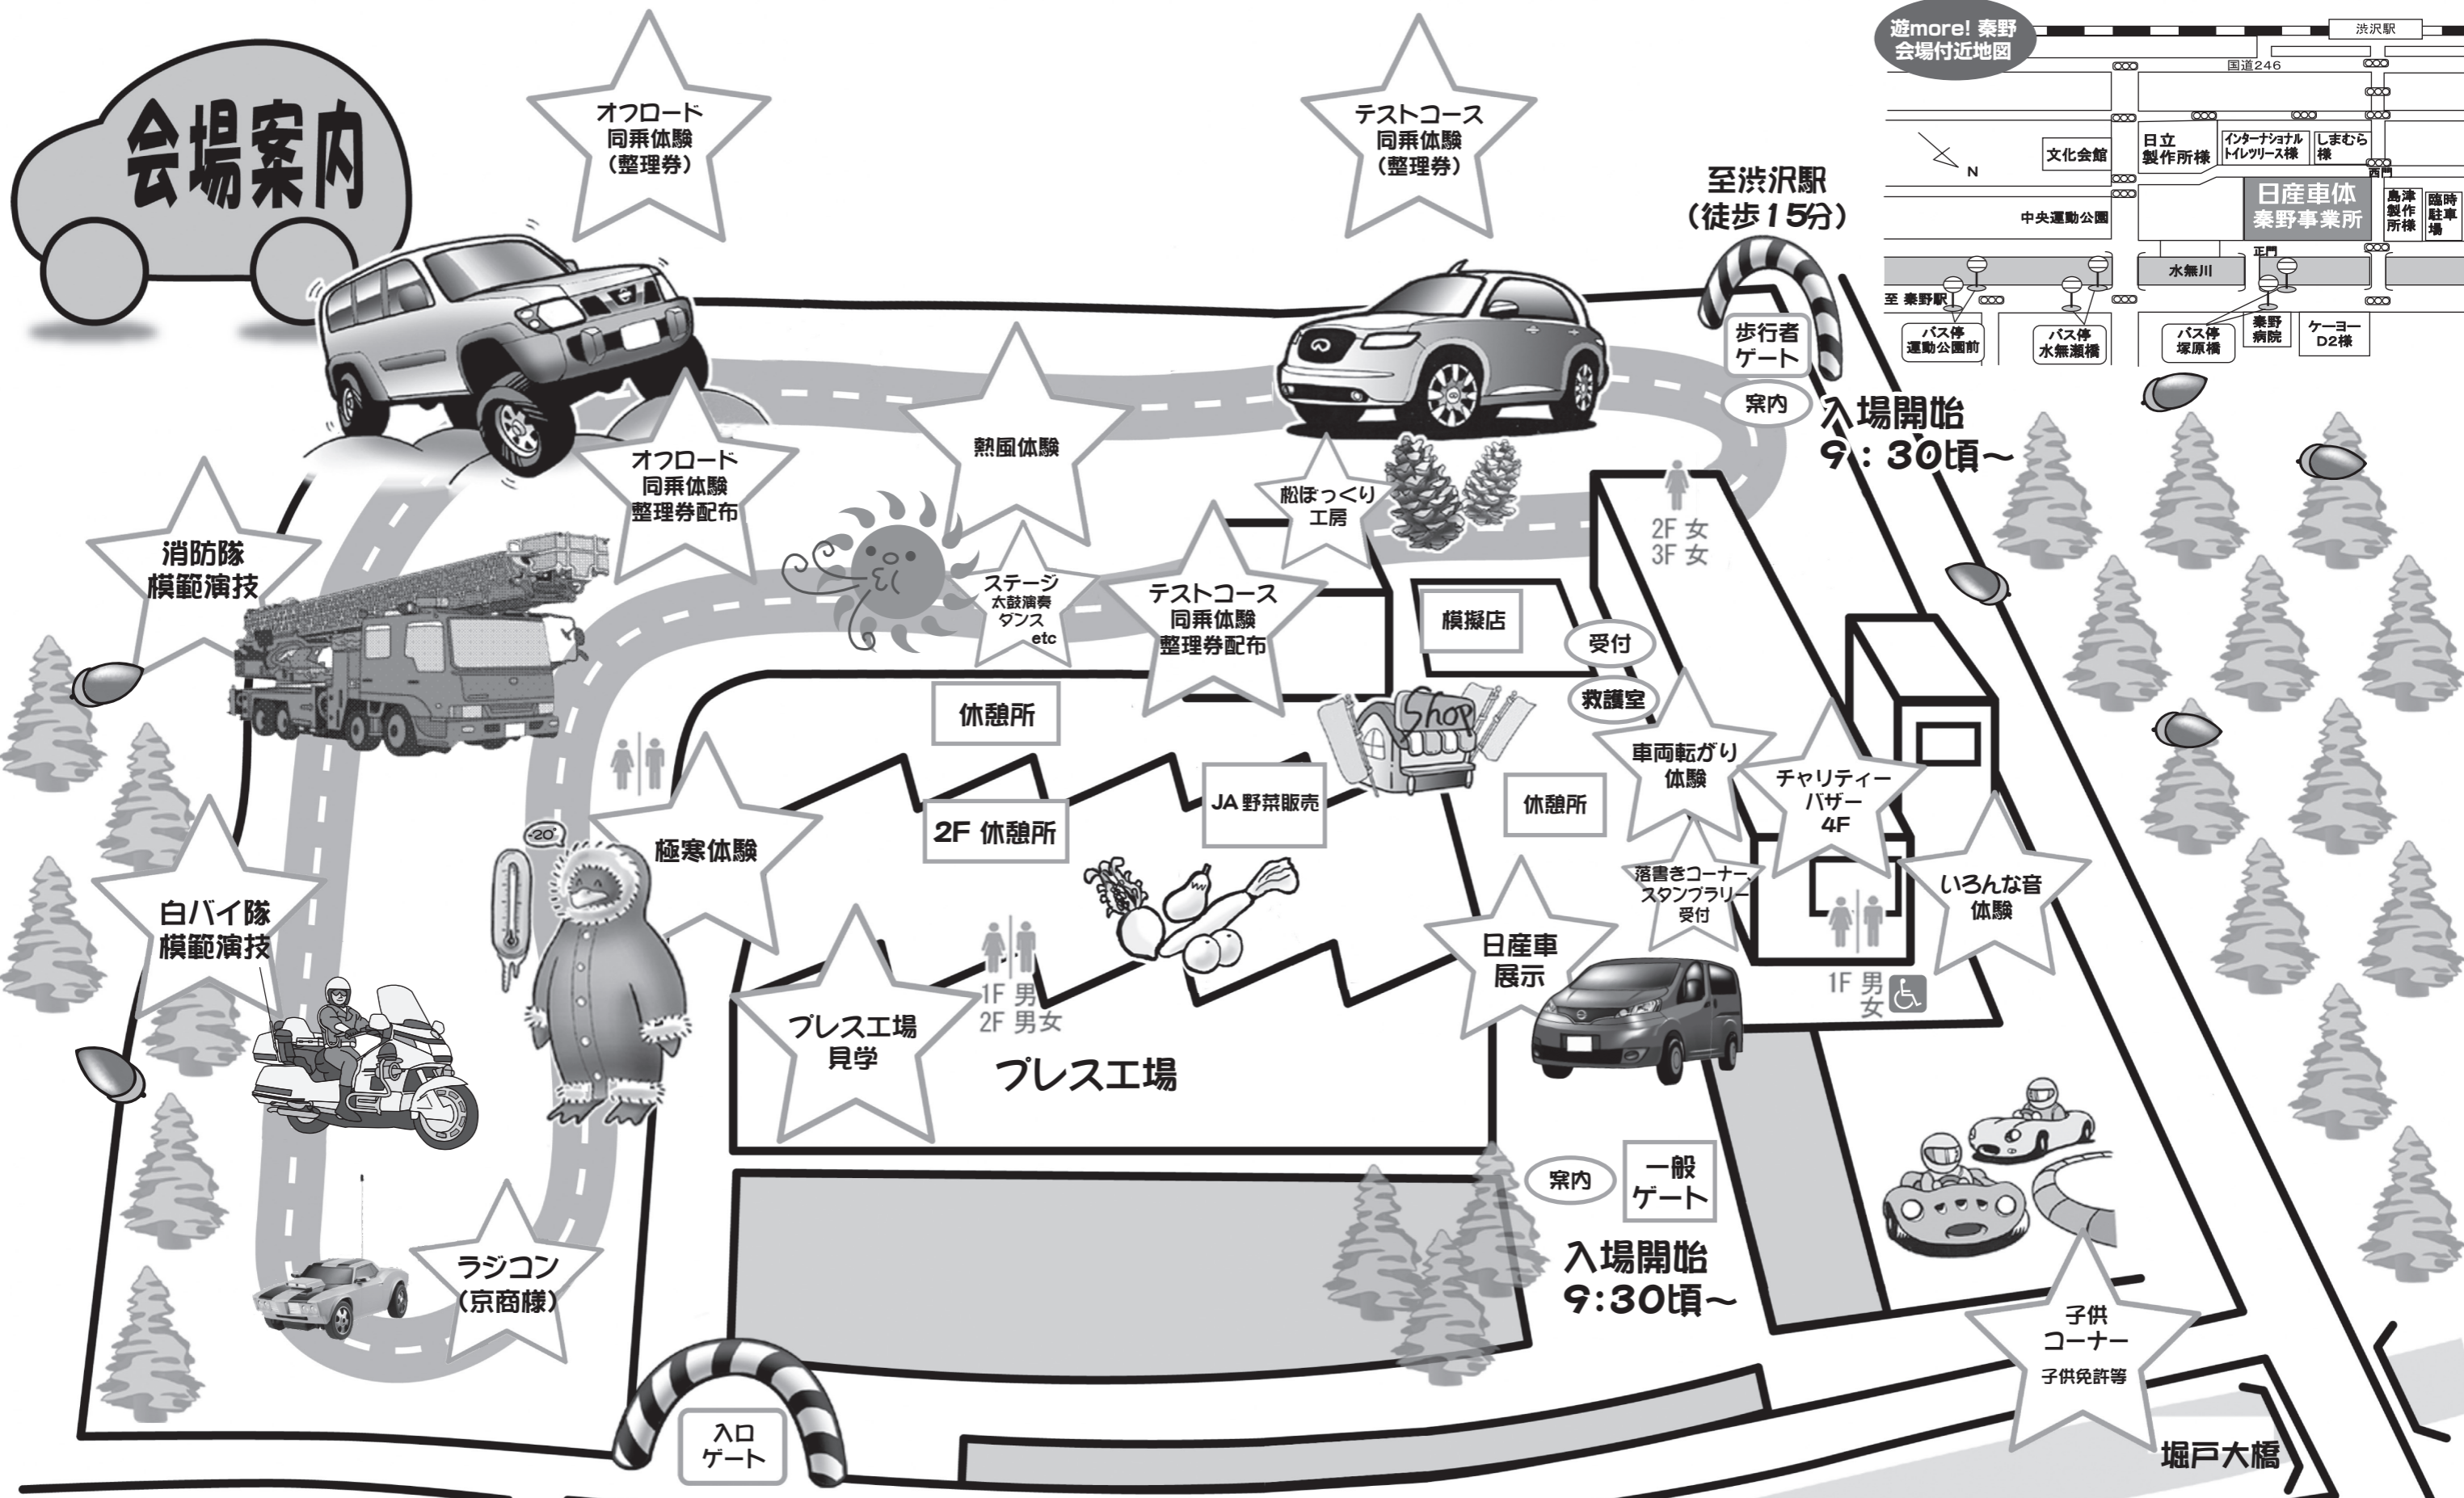 会場案内
オフロード
同乗体験
(整理券)
テストコース
同乗体験
(整理券)
至渋沢駅
(徒歩15分)
歩行者
ゲート
案内
入場開始
9:30頃～
遊more! 秦野
会場付近地図
渋沢駅
国道246
文化会館
日立
製作所様
インターナショナル
トイレツリース様
しまむら
様
西門
N
中央運動公園
日産車体
秦野事業所
島津
製作
所様
臨時
駐車
場
正門
水無川
至 秦野駅
バス停
運動公園前
バス停
水無瀬橋
バス停
塚原橋
秦野
病院
ケーヨー
D2様
熱風体験
オフロード
同乗体験
整理券配布
松ぼっくり
工房
2F 女
3F 女
消防隊
模範演技
ステージ
太鼓演奏
ダンス
etc
テストコース
同乗体験
整理券配布
模擬店
受付
救護室
休憩所
Shop
車両転がり
体験
チャリティー
バザー
4F
JA 野菜販売
休憩所
2F 休憩所
極寒体験
-20°
落書きコーナー、
スタンプラリー
受付
いろんな音
体験
白バイ隊
模範演技
日産車
展示
1F 男
2F 男女
1F 男
女
プレス工場
見学
プレス工場
案内
一般
ゲート
入場開始
9:30頃～
ラジコン
(京商様)
子供
コーナー
子供免許等
入口
ゲート
堀戸大橋